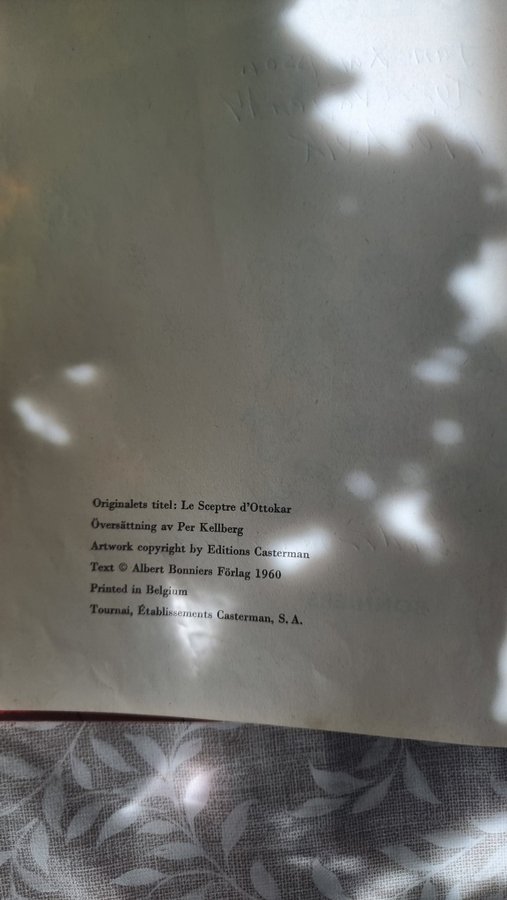 Originalets titel: Le Sceptre d'Ottokar
Översättning av Per Kellberg
Artwork copyright by Editions Casterman
Text © Albert Bonniers Förlag 1960
Printed in Belgium
Tournai, Établissements Casterman, S. A.